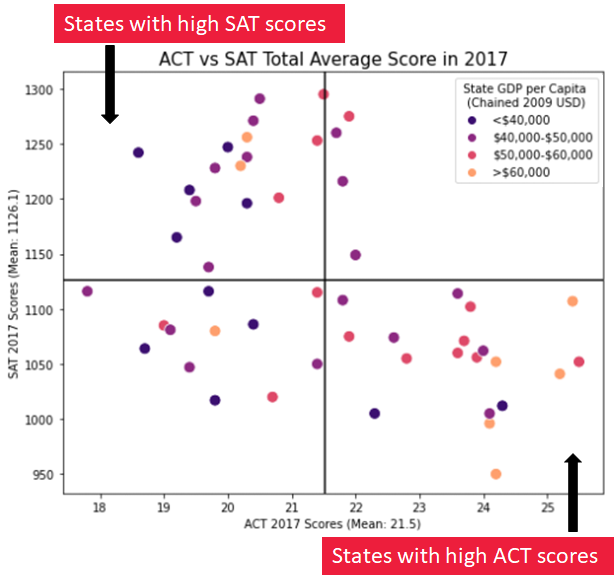 States with high SAT scores
ACT vs SAT Total Average Score in 2017
State GDP per Capita
(Chained 2009 USD)
<$40,000
$40,000-$50,000
$50,000-$60,000
>$60,000
SAT 2017 Scores (Mean: 1126.1)
1300
1250
1200
1150
1100
1050
1000
950
18 19 20 21 22 23 24 25
ACT 2017 Scores (Mean: 21.5)
States with high ACT scores